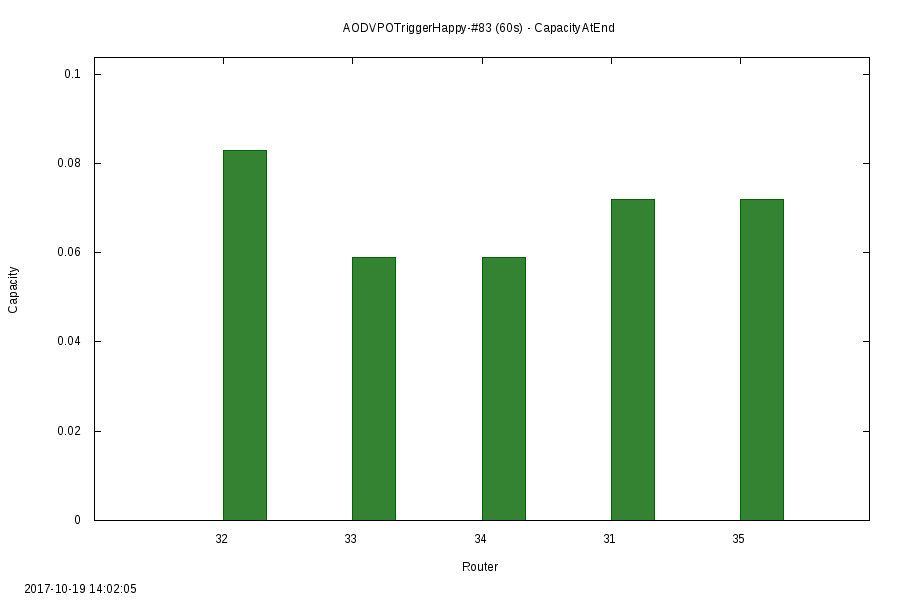 AODVPOTriggerHappy-#83 (60s) - CapacityAtEnd
0.1
0.08
0.06
0.04
0.02
0
Capacity
32 33 34 31 35
Router
2017-10-19 14:02:05